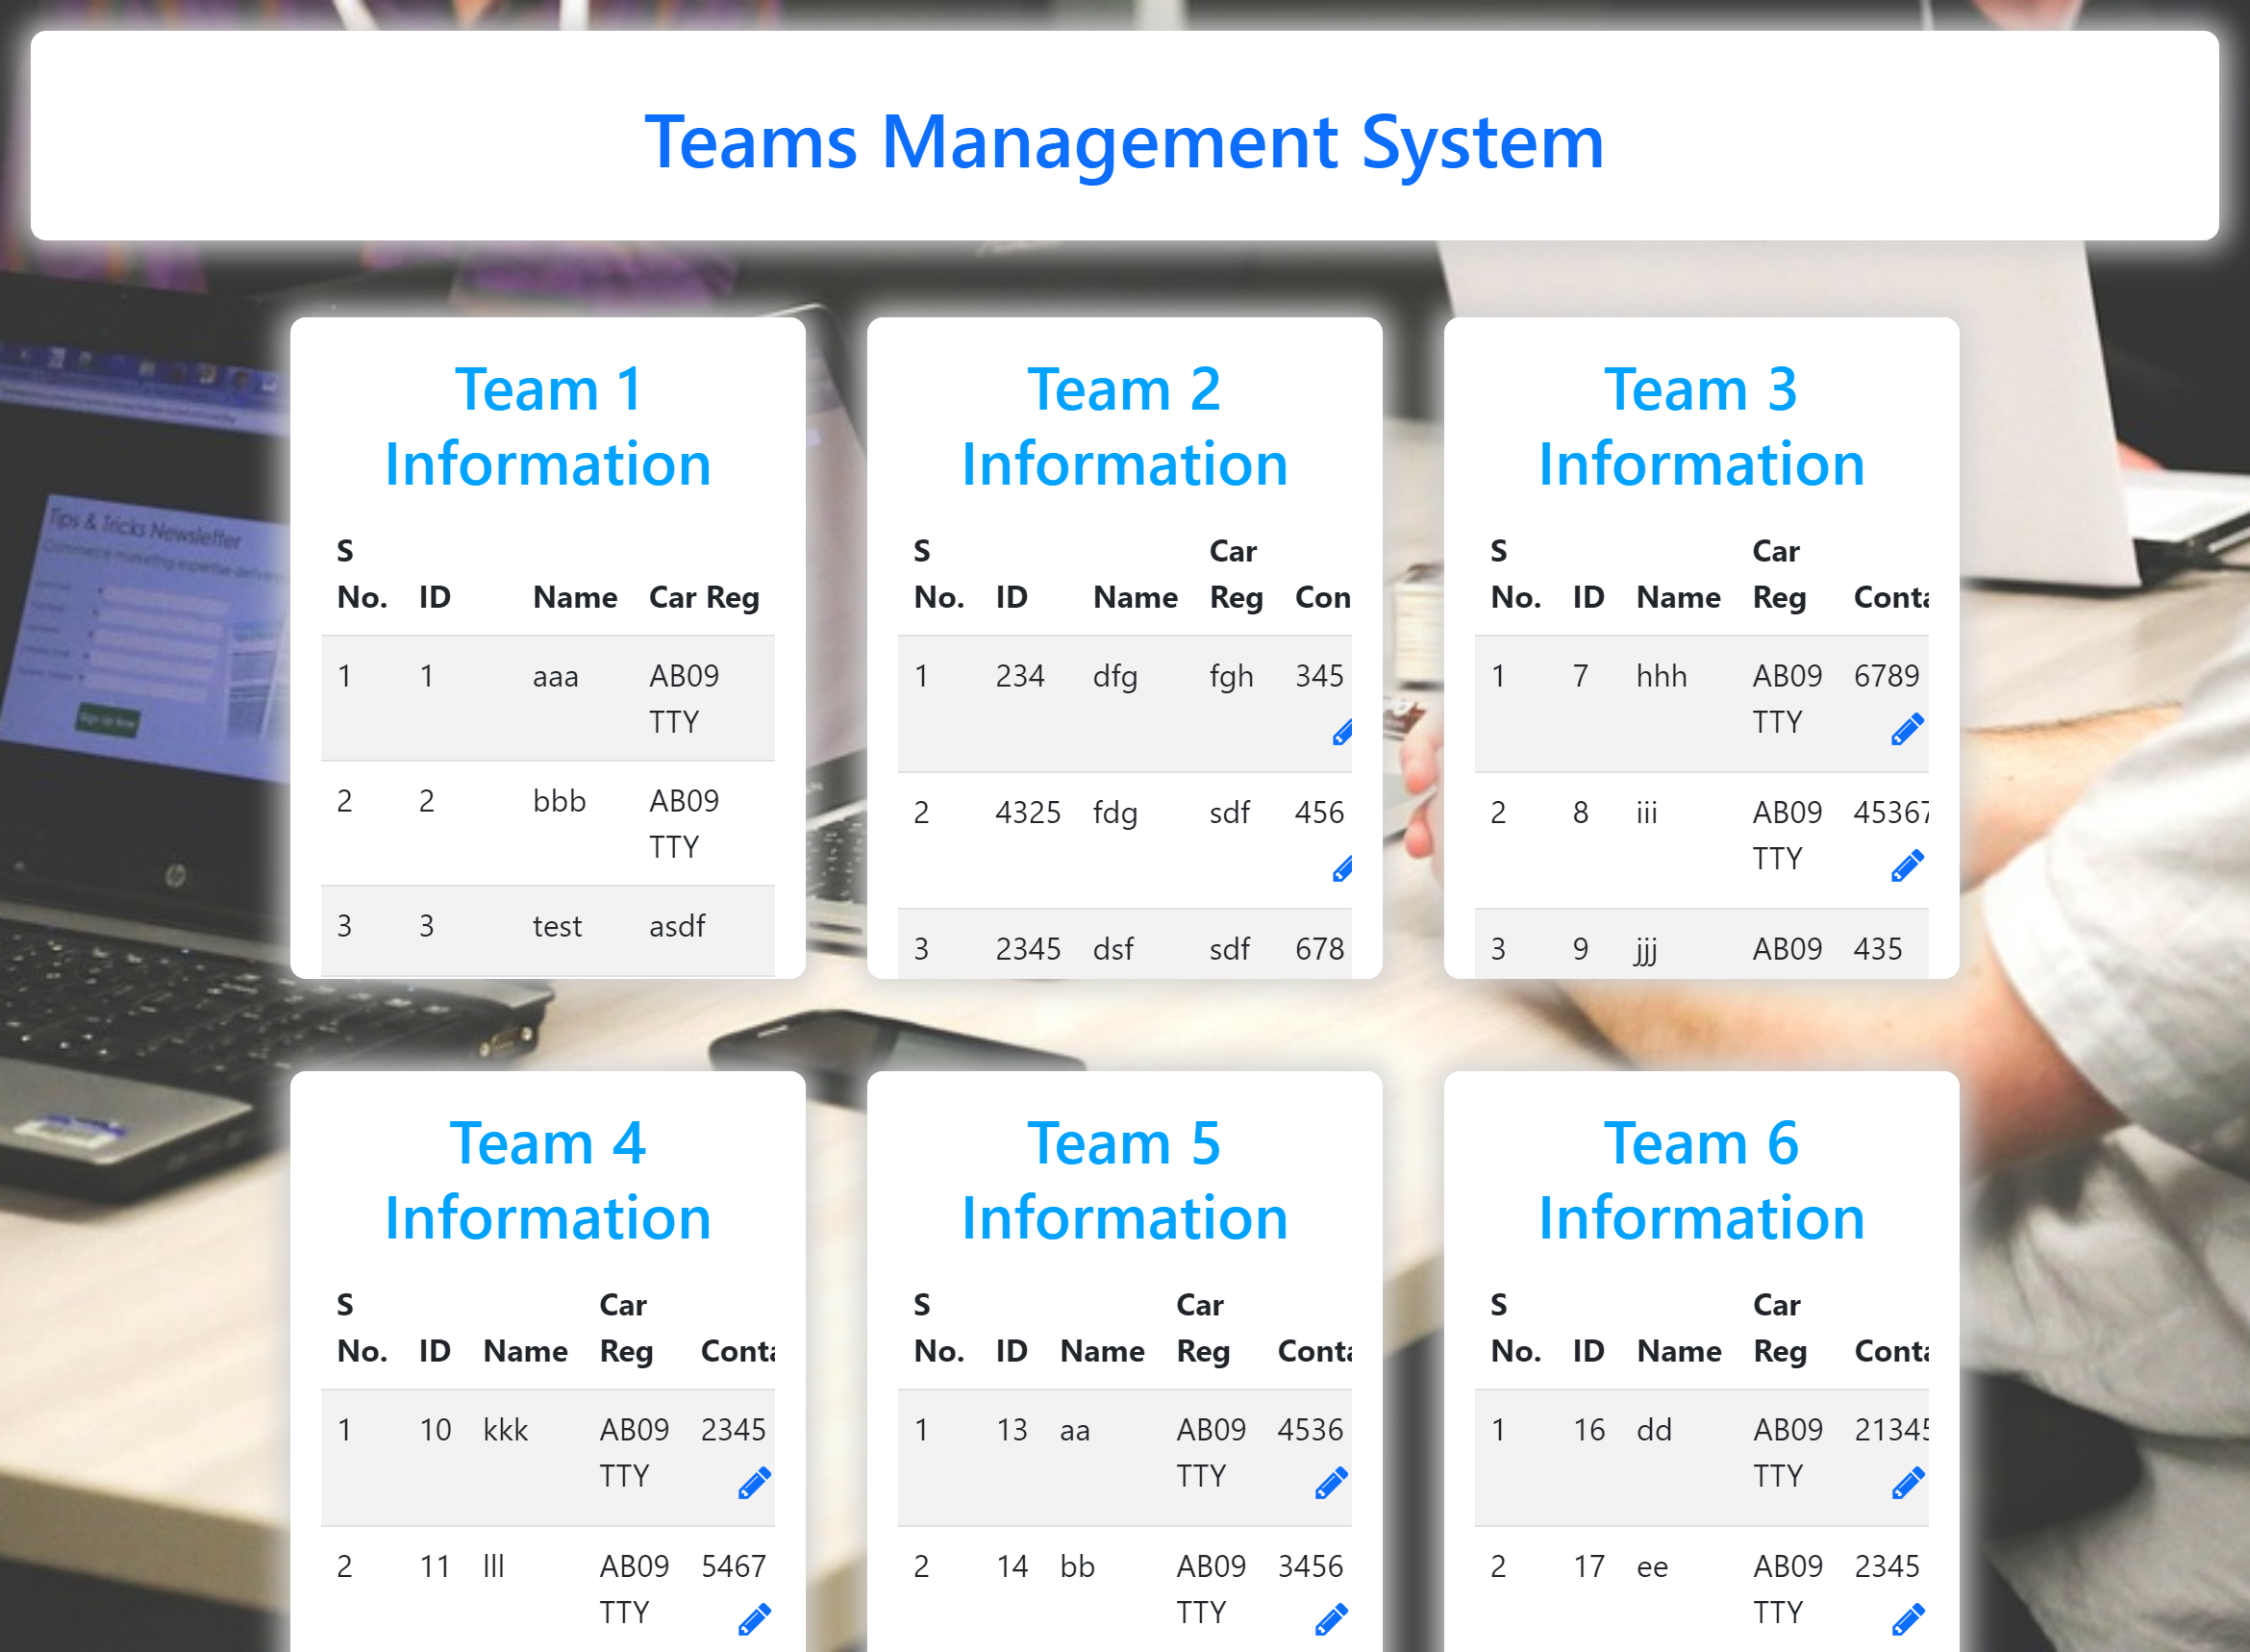 Teams Management System
Team 1
Information
S
No. ID Name Car Reg
1 1 aaa AB09
TTY
2 2 bbb AB09
TTY
3 3 test asdf
Team 2
Information
S Car
No. ID Name Reg Con
1 234 dfg fgh 345
2 4325 fdg sdf 456
3 2345 dsf sdf 678
Team 3
Information
S Car
No. ID Name Reg Conta
1 7 hhh AB09 6789
TTY
2 8 iii AB09 45367
TTY
3 9 jjj AB09 435
Team 4
Information
S Car
No. ID Name Reg Conta
1 10 kkk AB09 2345
TTY
2 11 lll AB09 5467
TTY
Team 5
Information
S Car
No. ID Name Reg Conta
1 13 aa AB09 4536
TTY
2 14 bb AB09 3456
TTY
Team 6
Information
S Car
No. ID Name Reg Conta
1 16 dd AB09 21345
TTY
2 17 ee AB09 2345
TTY
Tips & Tricks Newsletter